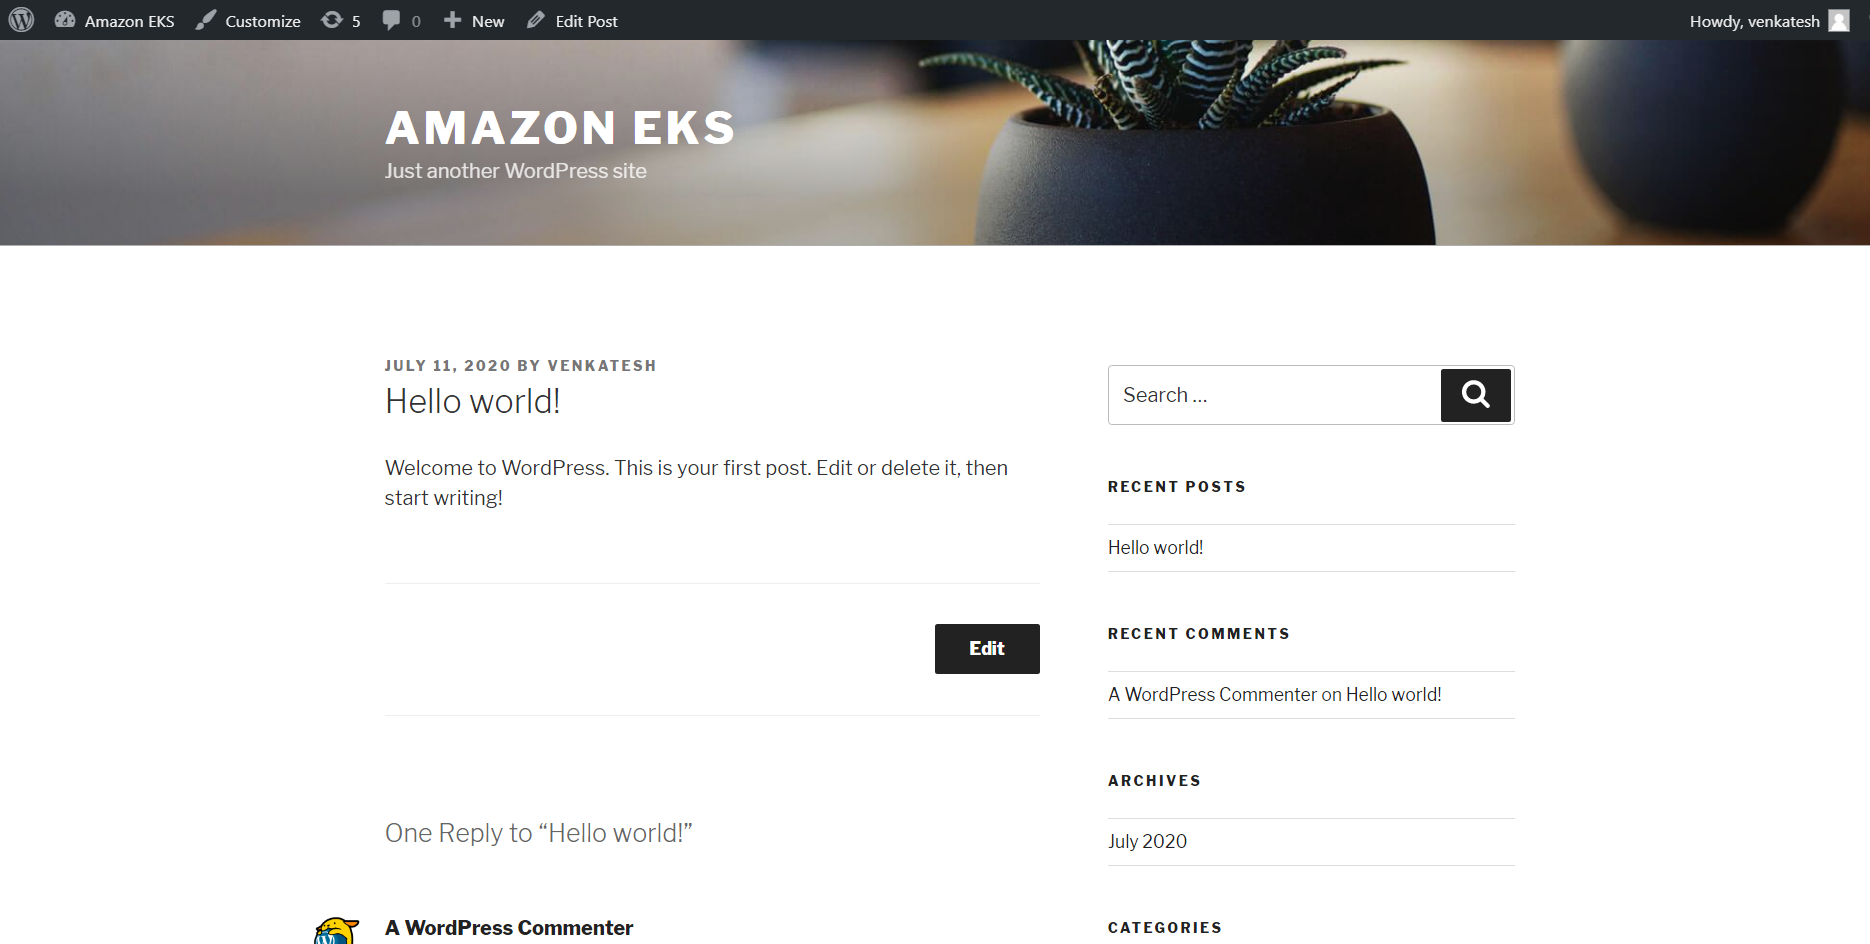 Amazon EKS Customize 5 0 New Edit Post Howdy, venkatesh
AMAZON EKS
Just another WordPress site
JULY 11, 2020 BY VENKATESH
Hello world!
Welcome to WordPress. This is your first post. Edit or delete it, then
start writing!
Edit
One Reply to “Hello world!”
A WordPress Commenter
Search …
RECENT POSTS
Hello world!
RECENT COMMENTS
A WordPress Commenter on Hello world!
ARCHIVES
July 2020
CATEGORIES